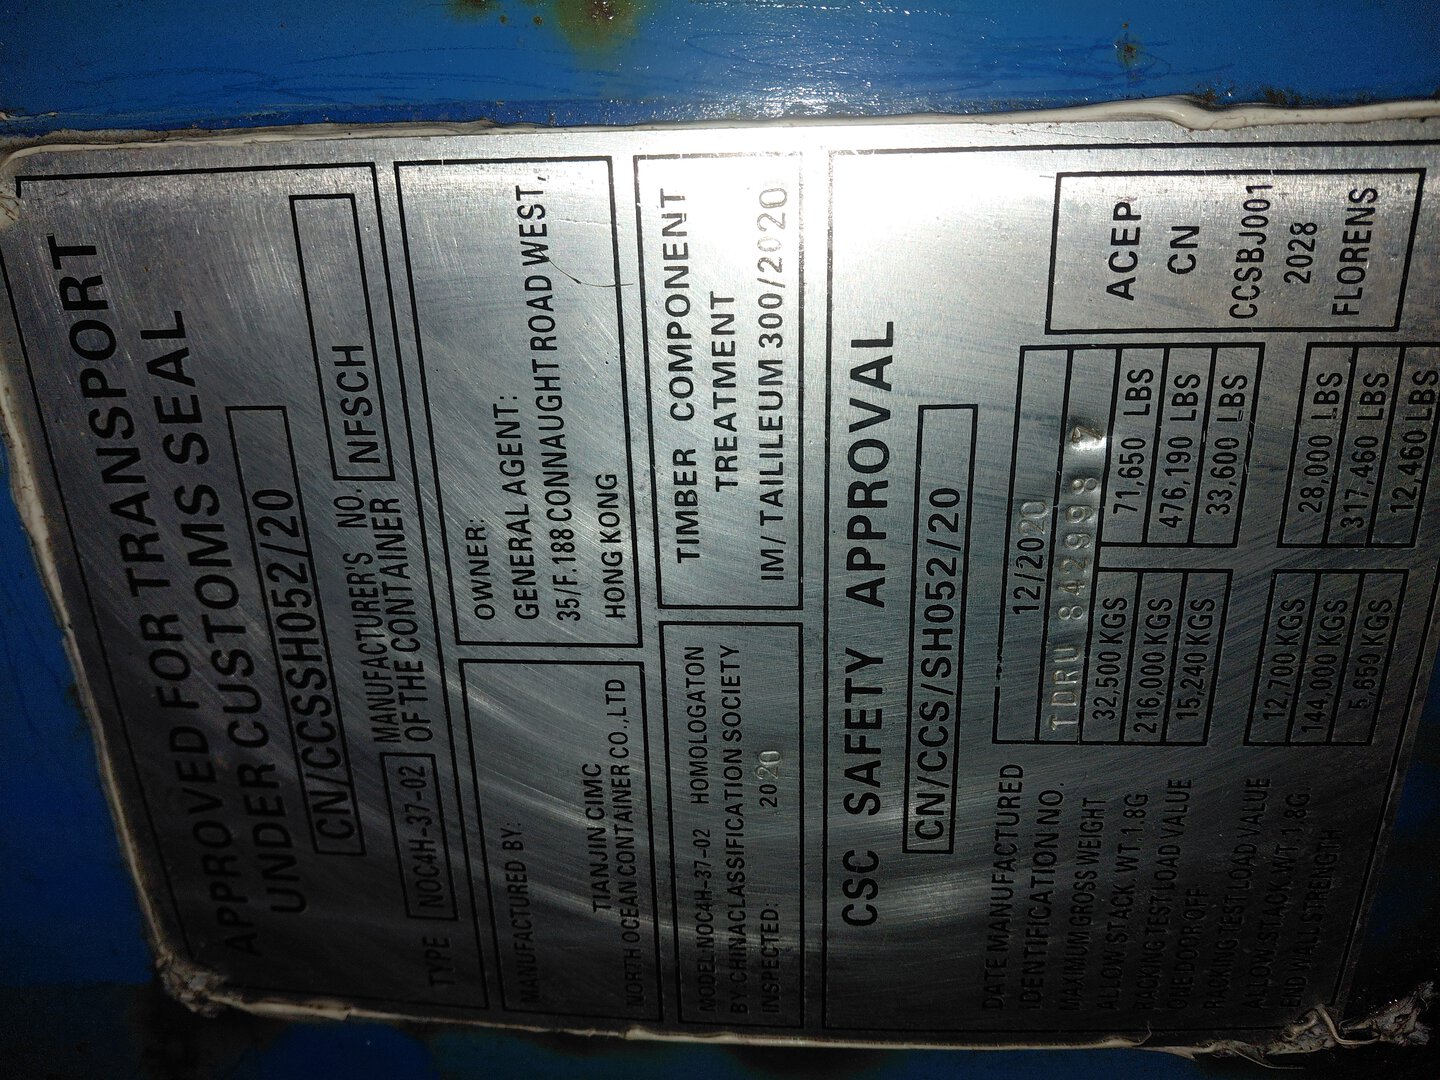 APPROVED FOR TRANSPORT
UNDER CUSTOMS SEAL
CN/CCSSH052/20
TYPE NOC4H-37-02 MANUFACTURER'S NO.
OF THE CONTAINER NFSCH
MANUFACTURED BY:
TIANJIN CIMC
NORTH OCEAN CONTAINER CO.,LTD
OWNER:
GENERAL AGENT:
35/F.188 CONNAUGHT ROAD WEST,
HONG KONG
MODEL NOC4H-37-02 HOMOLOGATON
BY CHINACLASSIFICATION SOCIETY
INSPECTED: 2020
TIMBER COMPONENT
TREATMENT
IM/TAILILEUM 300/2020
CSC SAFETY APPROVAL
CN/CCS/SH052/20
DATE MANUFACTURED 12/2020
IDENTIFICATION NO. TDRU 842998 7
MAXIMUM GROSS WEIGHT 32,500 KGS 71,650 LBS
ALLOW STACK WT. 1.8G 216,000 KGS 476,190 LBS
RACKING TEST LOAD VALUE 15,240 KGS 33,600 LBS
ONE DOOR OFF
RACKING TEST LOAD VALUE 12,700 KGS 28,000 LBS
ALLOW. STACK WT. 1.8G. 144,000 KGS 317,460 LBS
END WALL STRENGTH 5,650 KGS 12,460 LBS
ACEP
CN
CCSBJ001
2028
FLORENS